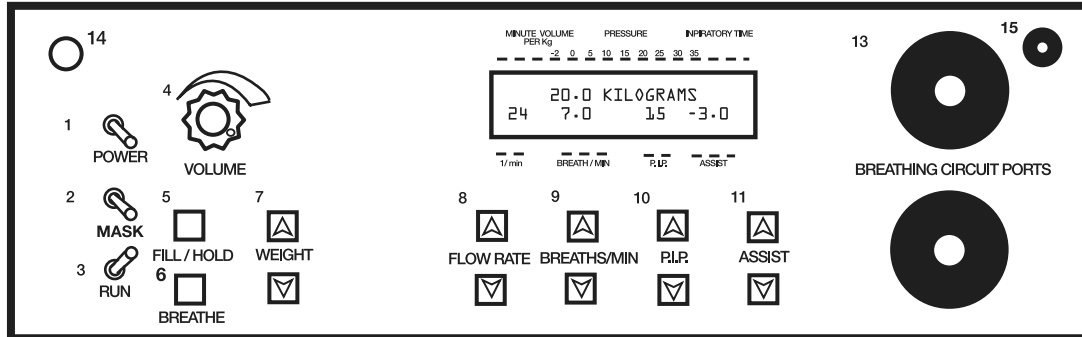 14
MINUTE VOLUME PER Kg PRESSURE INPIRATORY TIME
-2 0 5 10 15 20 25 30 35
13
15
4
20.0 KILOGRAMS
24 7.0 15 -3.0
1
POWER
VOLUME
1/ min BREATH / MIN P.I.P. ASSIST
BREATHING CIRCUIT PORTS
2
MASK
5
7
8
9
10
11
FILL / HOLD
WEIGHT
FLOW RATE
BREATHS/MIN
P.I.P.
ASSIST
3
RUN
6
BREATHE